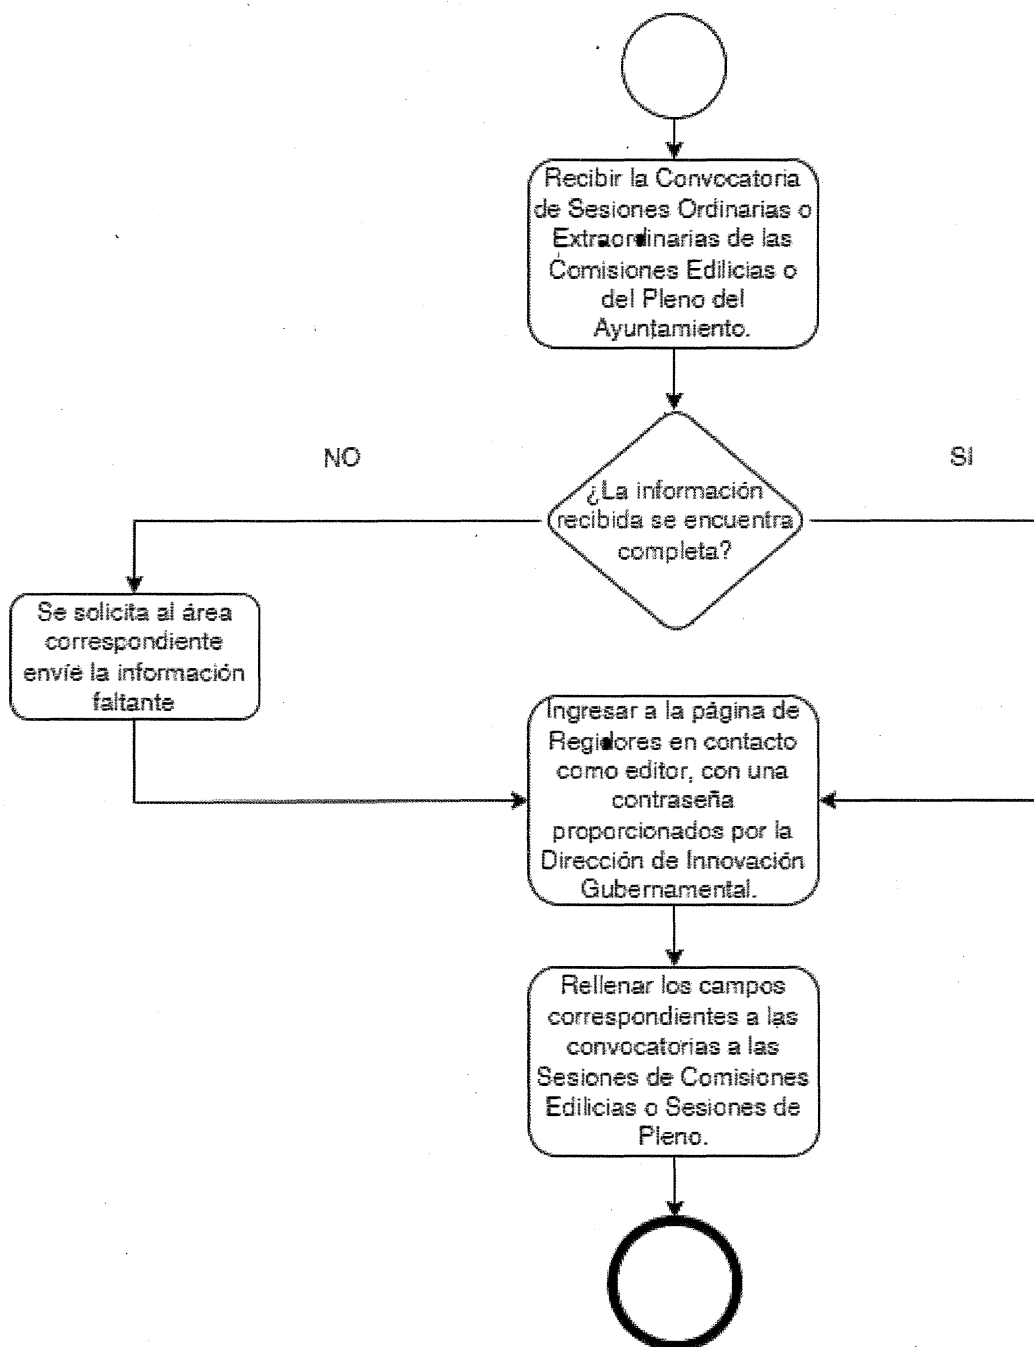 Recibir la Convocatoria
de Sesiones Ordinarias o
Extraordinarias de las
Comisiones Edilicias o
del Pleno del
Ayuntamiento.
NO
SI
¿La información
recibida se encuentra
completa?
Se solicita al área
correspondiente
envíe la información
faltante
Ingresar a la página de
Regidores en contacto
como editor, con una
contraseña
proporcionados por la
Dirección de Innovación
Gubernamental.
Rellenar los campos
correspondientes a las
convocatorias a las
Sesiones de Comisiones
Edilicias o Sesiones de
Pleno.